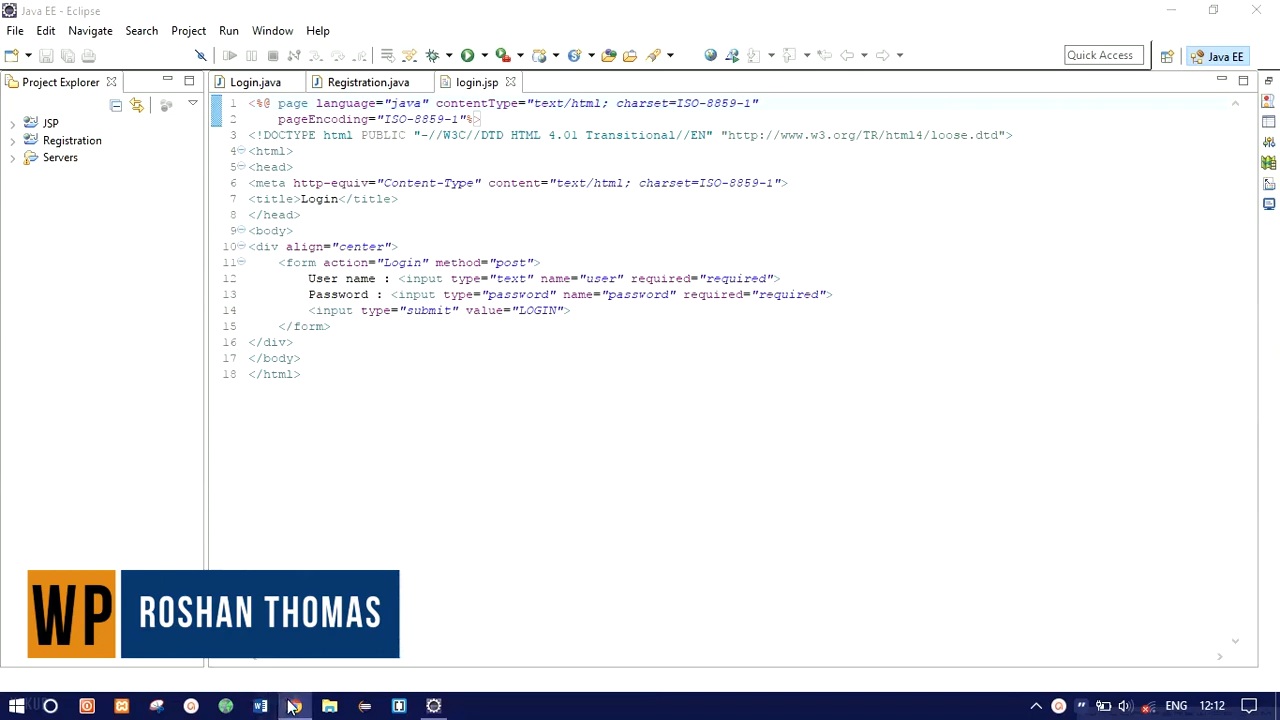 Java EE - Eclipse
File Edit Navigate Search Project Run Window Help
Quick Access
Java EE
Project Explorer
Login.java
Registration.java
login.jsp
JSP
Registration
Servers
1 <%@ page language="java" contentType="text/html; charset=ISO-8859-1"
2 pageEncoding="ISO-8859-1"%>
3 <!DOCTYPE html PUBLIC "-//W3C//DTD HTML 4.01 Transitional//EN" "http://www.w3.org/TR/html4/loose.dtd">
4 <html>
5 <head>
6 <meta http-equiv="Content-Type" content="text/html; charset=ISO-8859-1">
7 <title>Login</title>
8 </head>
9 <body>
10 <div align="center">
11 <form action="Login" method="post">
12 User name : <input type="text" name="user" required="required">
13 Password : <input type="password" name="password" required="required">
14 <input type="submit" value="LOGIN">
15 </form>
16 </div>
17 </body>
18 </html>
WP ROSHAN THOMAS
ENG 12:12